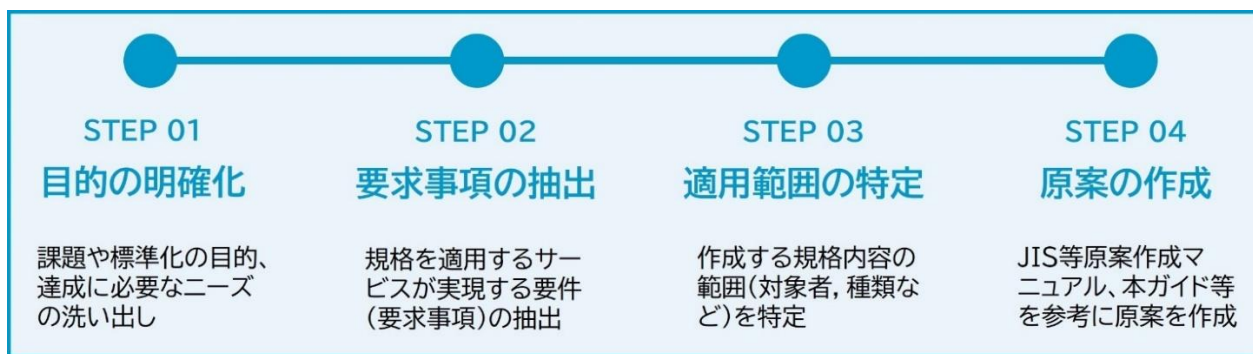 STEP 01
目的の明確化
課題や標準化の目的、
達成に必要なニーズ
の洗い出し
STEP 02
要求事項の抽出
規格を適用するサー
ビスが実現する要件
(要求事項)の抽出
STEP 03
適用範囲の特定
作成する規格内容の
範囲(対象者, 種類な
ど)を特定
STEP 04
原案の作成
JIS等原案作成マ
ニュアル、本ガイド等
を参考に原案を作成